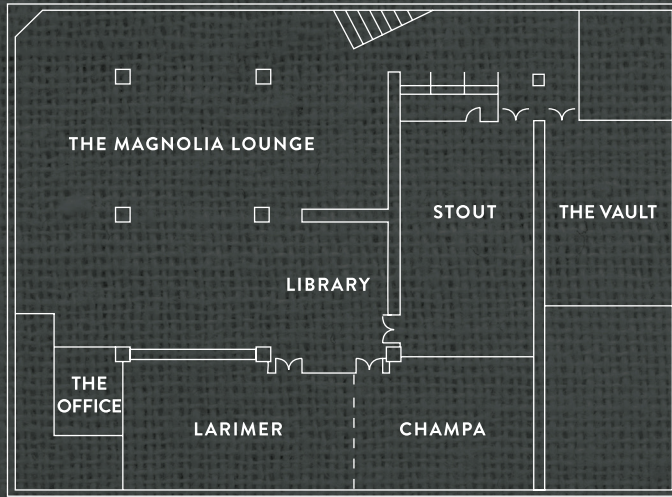 THE MAGNOLIA LOUNGE
STOUT
THE VAULT
LIBRARY
THE
OFFICE
LARIMER
CHAMPA